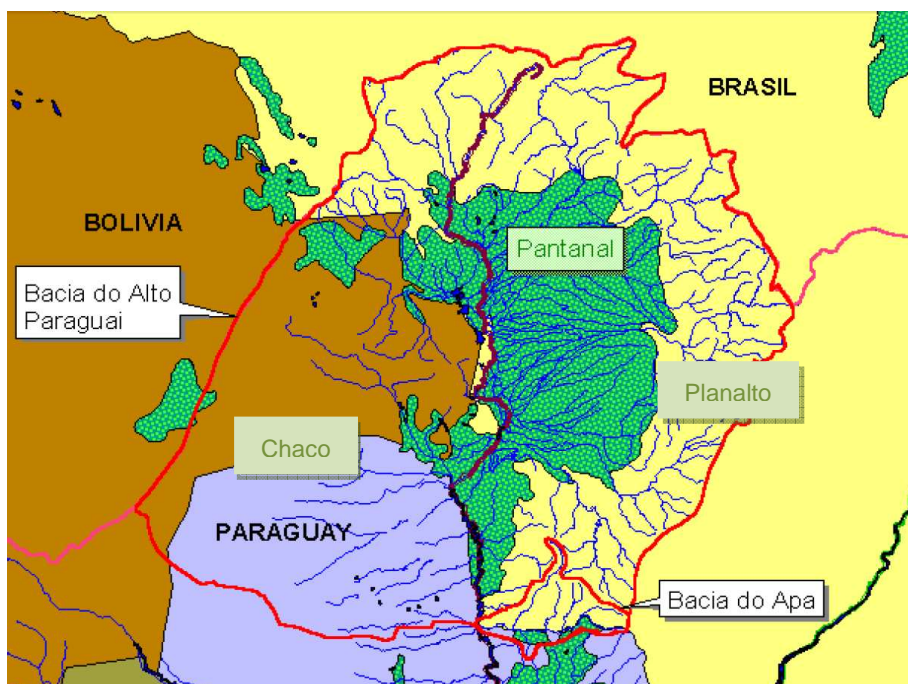 BRASIL
BOLIVIA
Pantanal
Bacia do Alto
Paraguai
Planalto
Chaco
PARAGUAY
Bacia do Apa